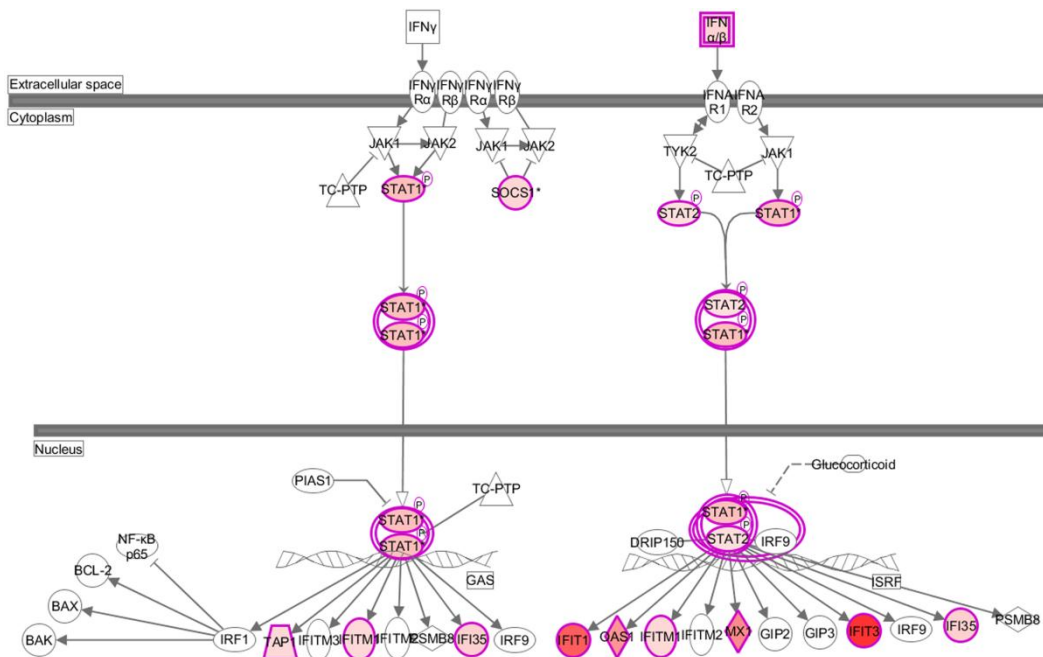 IFNγ
IFN
α/β
Extracellular space
Cytoplasm
IFNγ
Rα
IFNγ
Rβ
IFNγ
Rα
IFNγ
Rβ
IFNA
R1
IFNA
R2
JAK1
JAK2
JAK1
JAK2
TYK2
JAK1
TC-PTP
STAT1*
P
SOCS1*
TC-PTP
STAT2
P
STAT1*
P
STAT1*
P
STAT1*
P
STAT2
P
STAT1*
P
Nucleus
PIAS1
TC-PTP
Glucocorticoid
STAT1*
P
STAT1*
P
STAT1*
P
STAT2
P
DRIP150
IRF9
NF-κB
p65
BCL-2
BAX
BAK
GAS
ISRF
IRF1
TAP1
IFITM3
IFITM1
IFITM2
PSMB8
IFI35
IRF9
IFIT1
OAS1
IFITM1
IFITM2
MX1
GIP2
GIP3
IFIT3
IRF9
IFI35
PSMB8